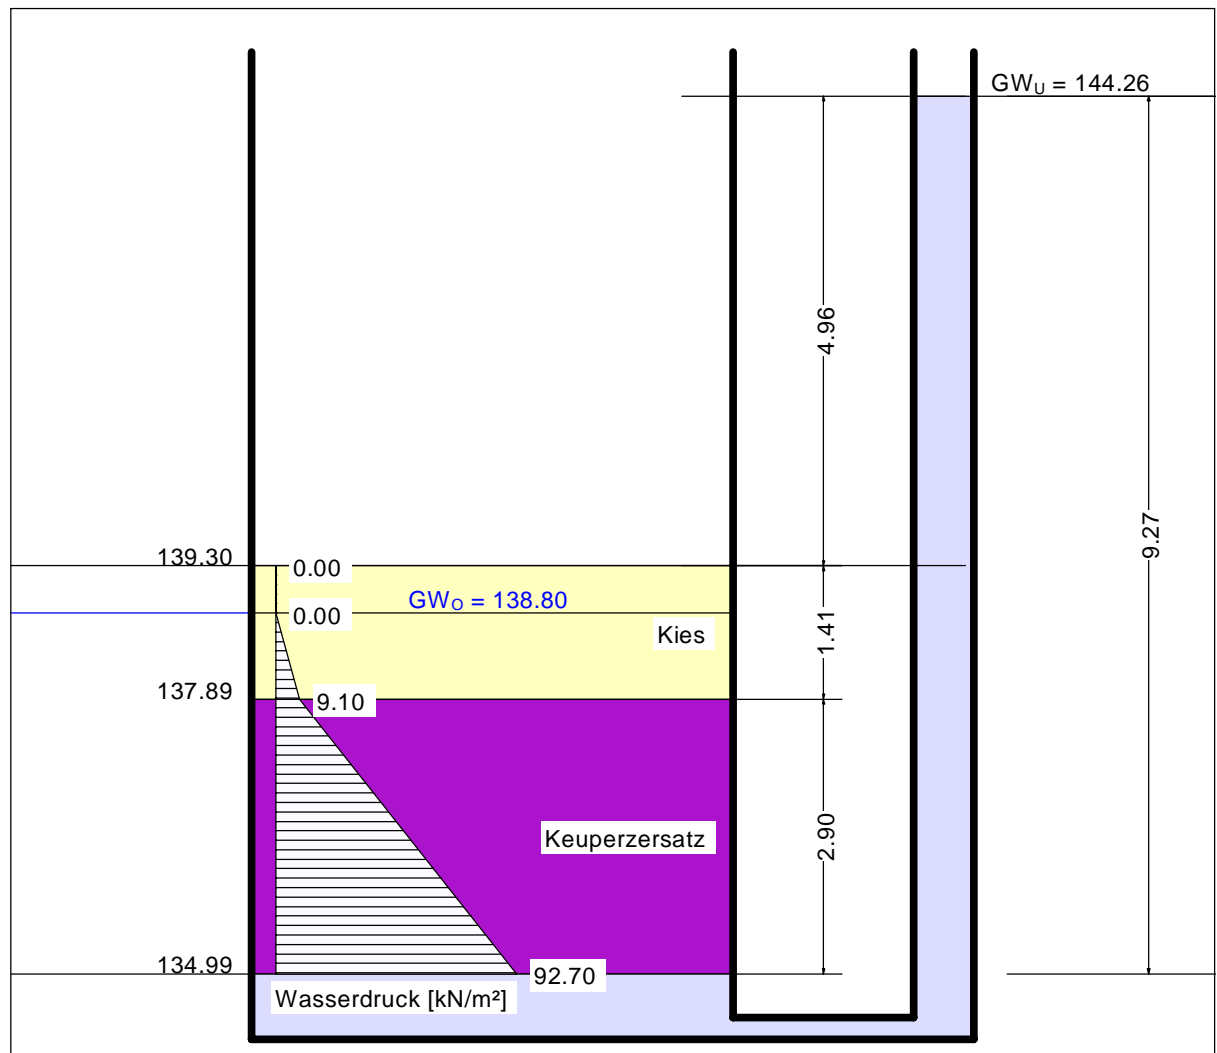 GWU = 144.26
4.96
9.27
139.30
0.00
GWO = 138.80
0.00
Kies
1.41
137.89
9.10
Keuperzersatz
2.90
134.99
92.70
Wasserdruck [kN/m²]